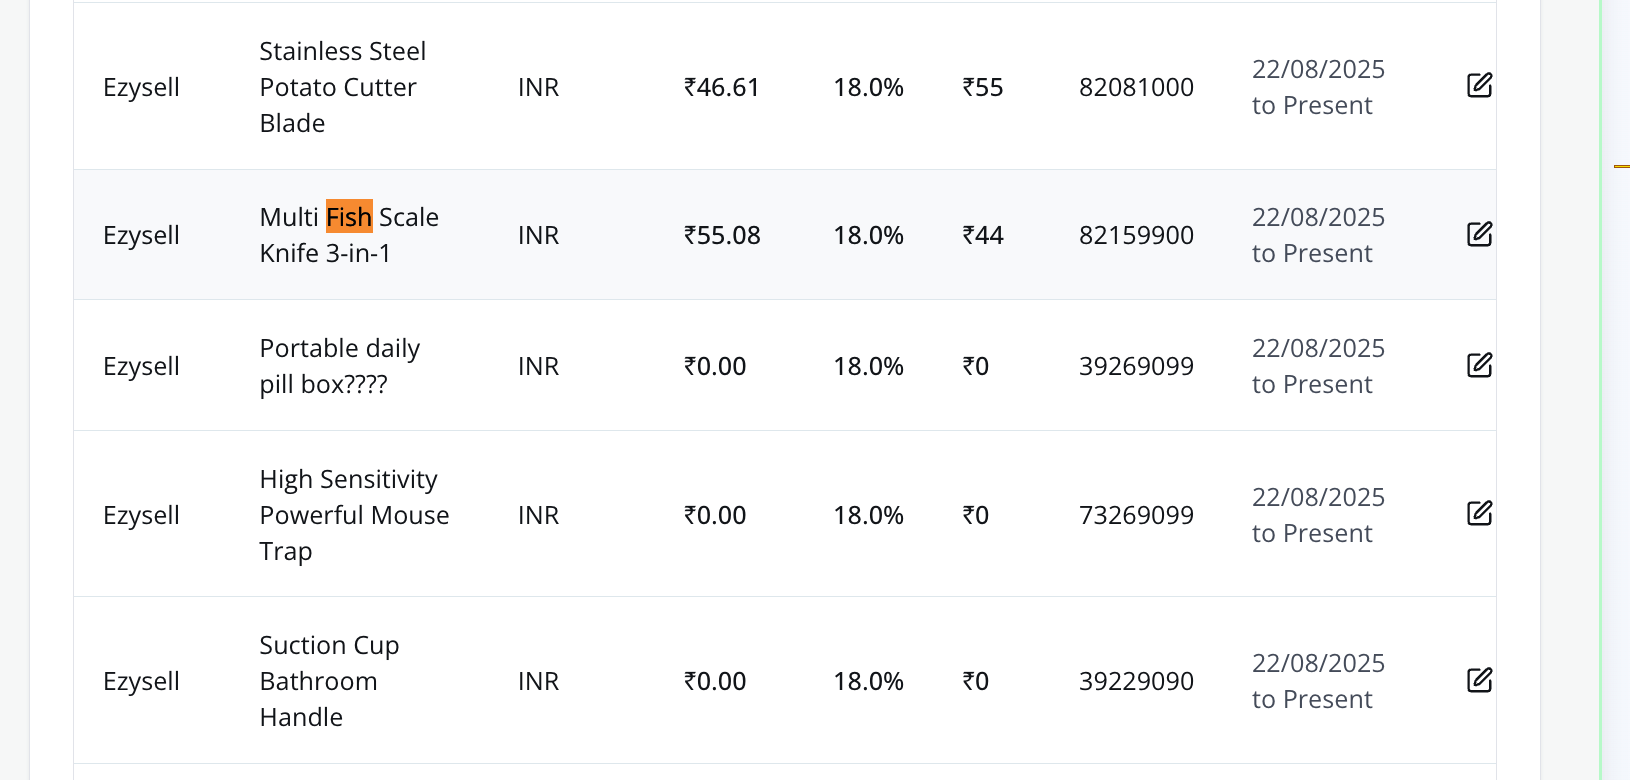 Ezysell Stainless Steel Potato Cutter Blade INR ₹46.61 18.0% ₹55 82081000 22/08/2025 to Present
Ezysell Multi Fish Scale Knife 3-in-1 INR ₹55.08 18.0% ₹44 82159900 22/08/2025 to Present
Ezysell Portable daily pill box???? INR ₹0.00 18.0% ₹0 39269099 22/08/2025 to Present
Ezysell High Sensitivity Powerful Mouse Trap INR ₹0.00 18.0% ₹0 73269099 22/08/2025 to Present
Ezysell Suction Cup Bathroom Handle INR ₹0.00 18.0% ₹0 39229090 22/08/2025 to Present